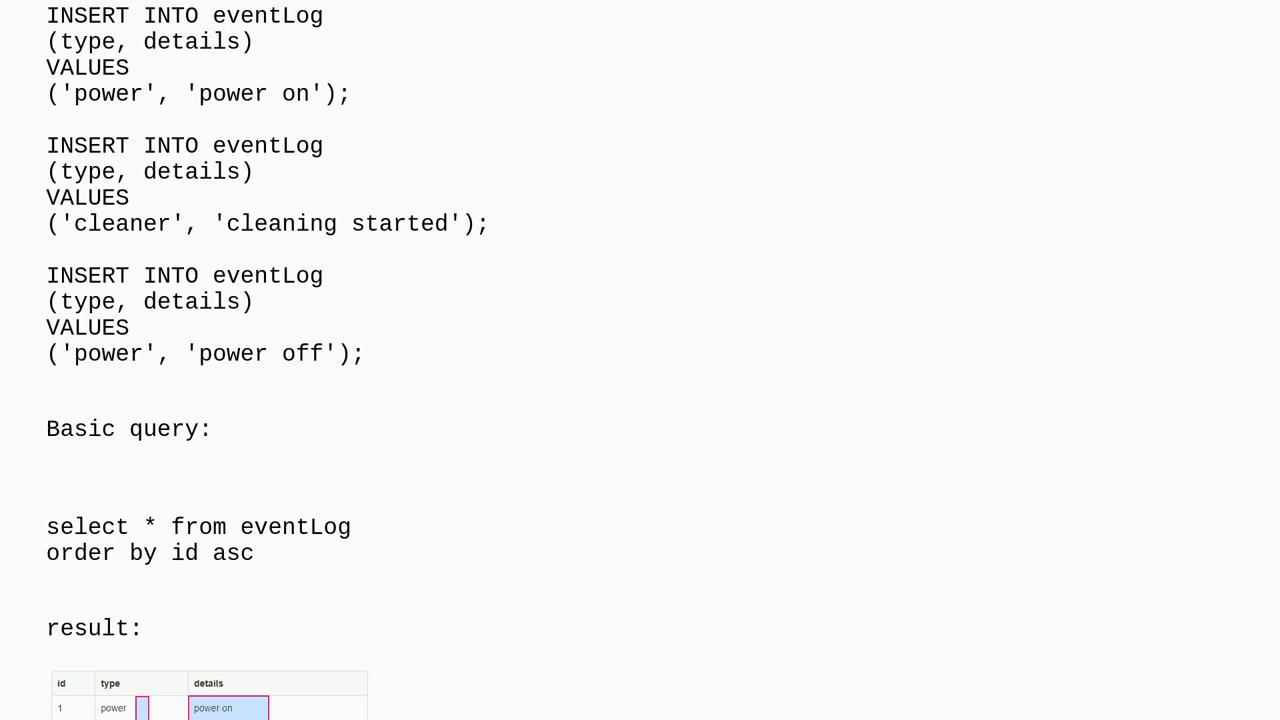 INSERT INTO eventLog
(type, details)
VALUES
('power', 'power on');
INSERT INTO eventLog
(type, details)
VALUES
('cleaner', 'cleaning started');
INSERT INTO eventLog
(type, details)
VALUES
('power', 'power off');
Basic query:
select * from eventLog
order by id asc
result:
id type details
1 power power on